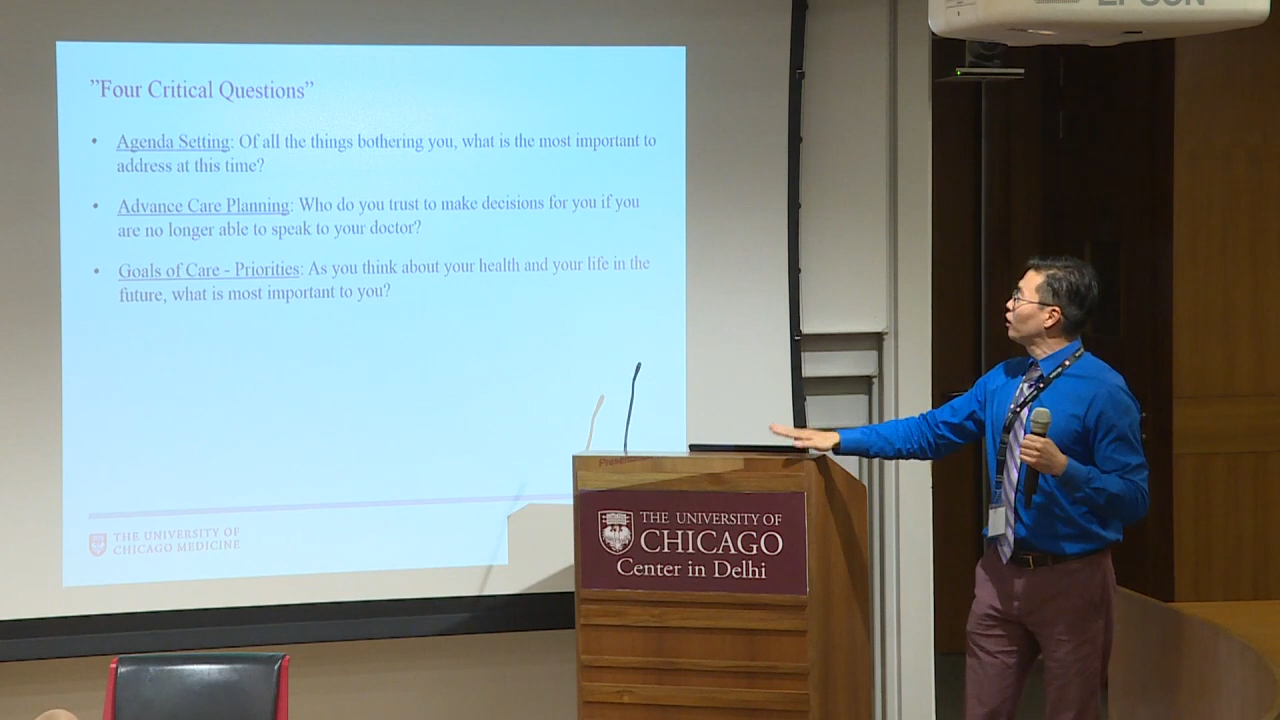 EPSON
”Four Critical Questions”
• Agenda Setting: Of all the things bothering you, what is the most important to
address at this time?
• Advance Care Planning: Who do you trust to make decisions for you if you
are no longer able to speak to your doctor?
• Goals of Care - Priorities: As you think about your health and your life in the
future, what is most important to you?
THE UNIVERSITY OF
CHICAGO MEDICINE
THE UNIVERSITY OF
CHICAGO
Center in Delhi